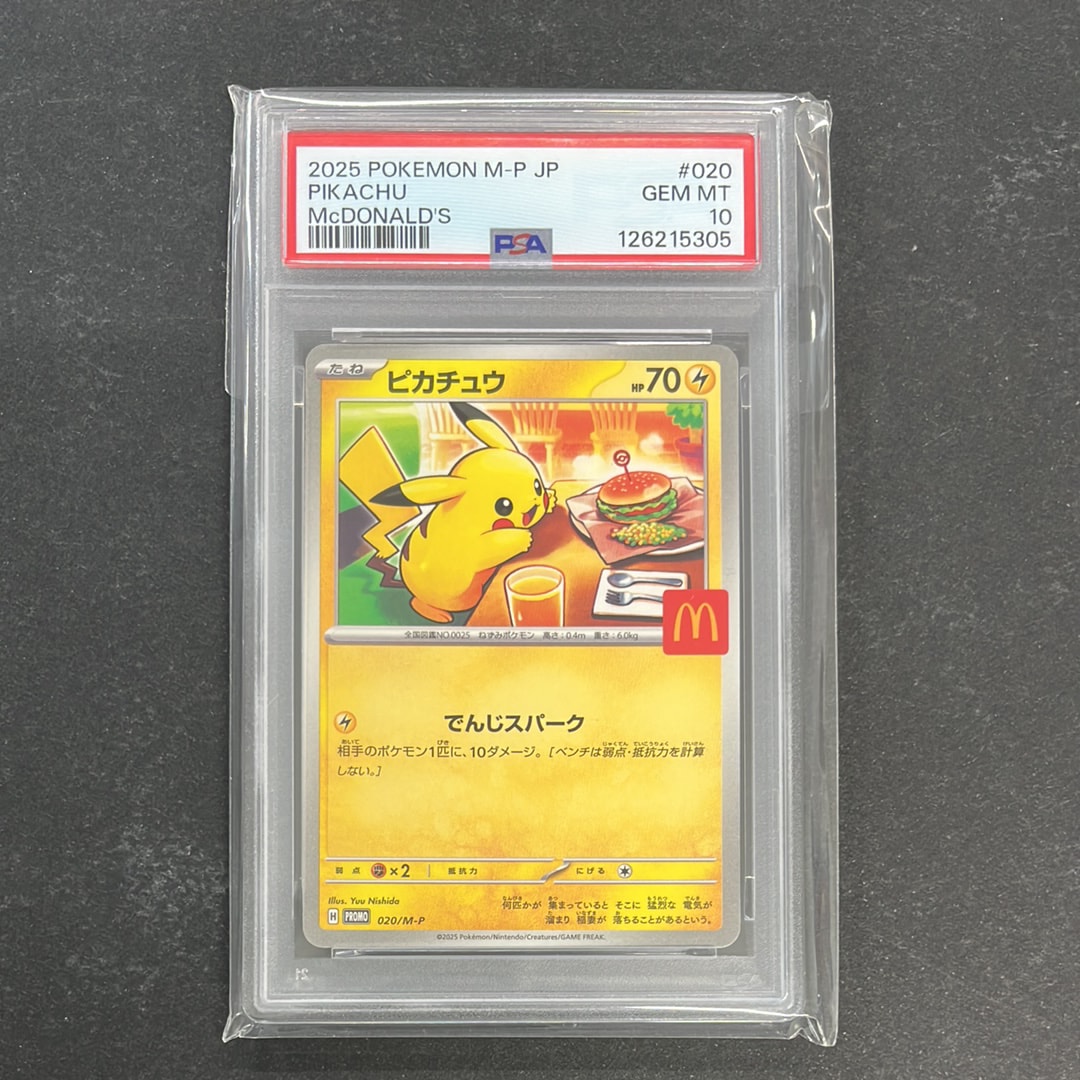 2025 POKEMON M-P JP #020
PIKACHU GEM MT
McDONALD'S 10
PSA 126215305
たね ピカチュウ HP70
全国図鑑NO.0025 ねずみポケモン 高さ:0.4m 重さ:6.0kg
でんじスパーク
相手のポケモン1匹に、10ダメージ。[ベンチは弱点・抵抗力を計算
しない。]
弱点 ×2 抵抗力 にげる
Illus. Yuu Nishida
何匹かが 集まっていると そこに 猛烈な 電気が
溜まり 稲妻が 落ちることがあるという。
H PROMO 020/M-P
©2025 Pokémon/Nintendo/Creatures/GAME FREAK.